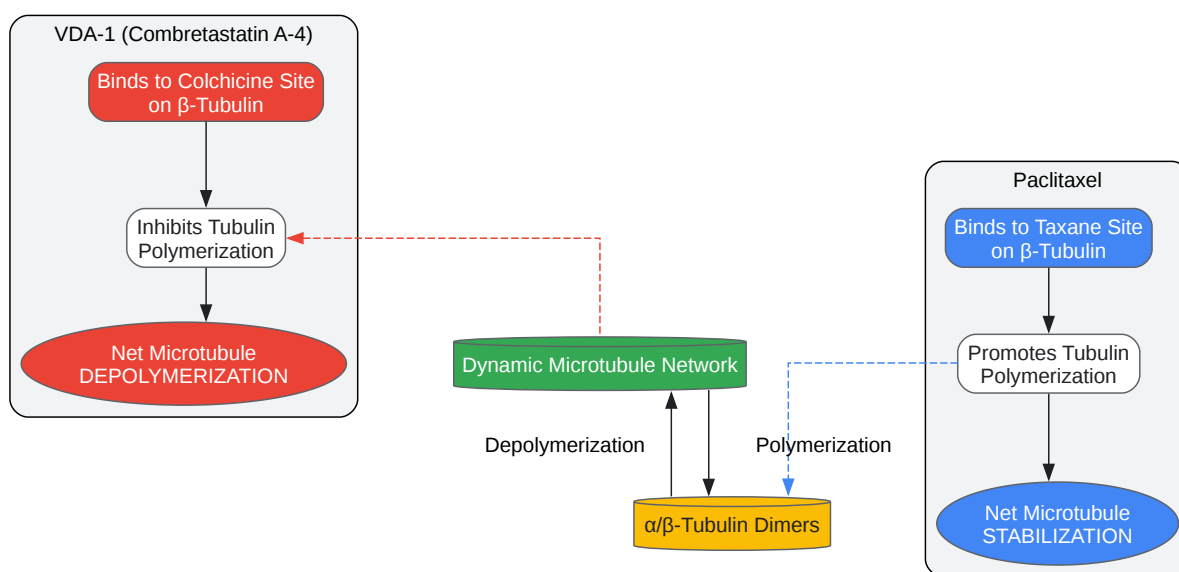 VDA-1 (Combretastatin A-4)
Binds to Colchicine Site
on β-Tubulin
Inhibits Tubulin
Polymerization
Net Microtubule
DEPOLYMERIZATION
Dynamic Microtubule Network
Depolymerization
Polymerization
α/β-Tubulin Dimers
Paclitaxel
Binds to Taxane Site
on β-Tubulin
Promotes Tubulin
Polymerization
Net Microtubule
STABILIZATION